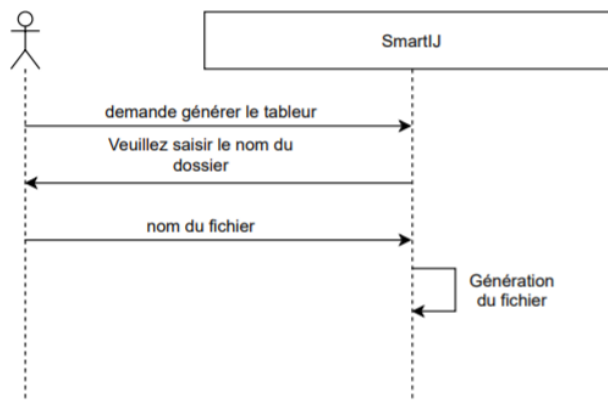 SmartIJ
demande générer le tableur
Veuillez saisir le nom du
dossier
nom du fichier
Génération
du fichier